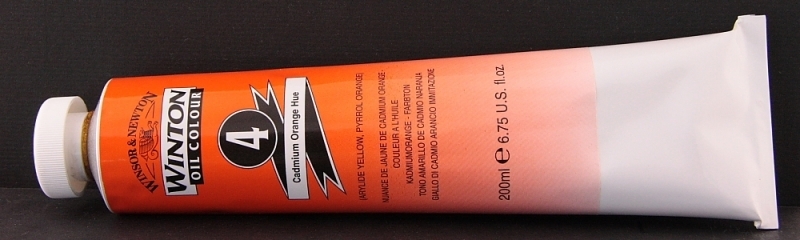 WINSOR & NEWTON
WINTON
OIL COLOUR
4
Cadmium Orange Hue
(ARYLIDE YELLOW, PYRROL ORANGE)
NUANCE DE JAUNE DE CADMIUM ORANGE -
COULEUR A L'HUILE
KADMIUMORANGE - FARBTON
TONO AMARILLO DE CADMIO NARANJA
GIALLO DI CADMIO ARANCIO IMMITAZIONE
200ml e 6.75 U.S. fl.oz.